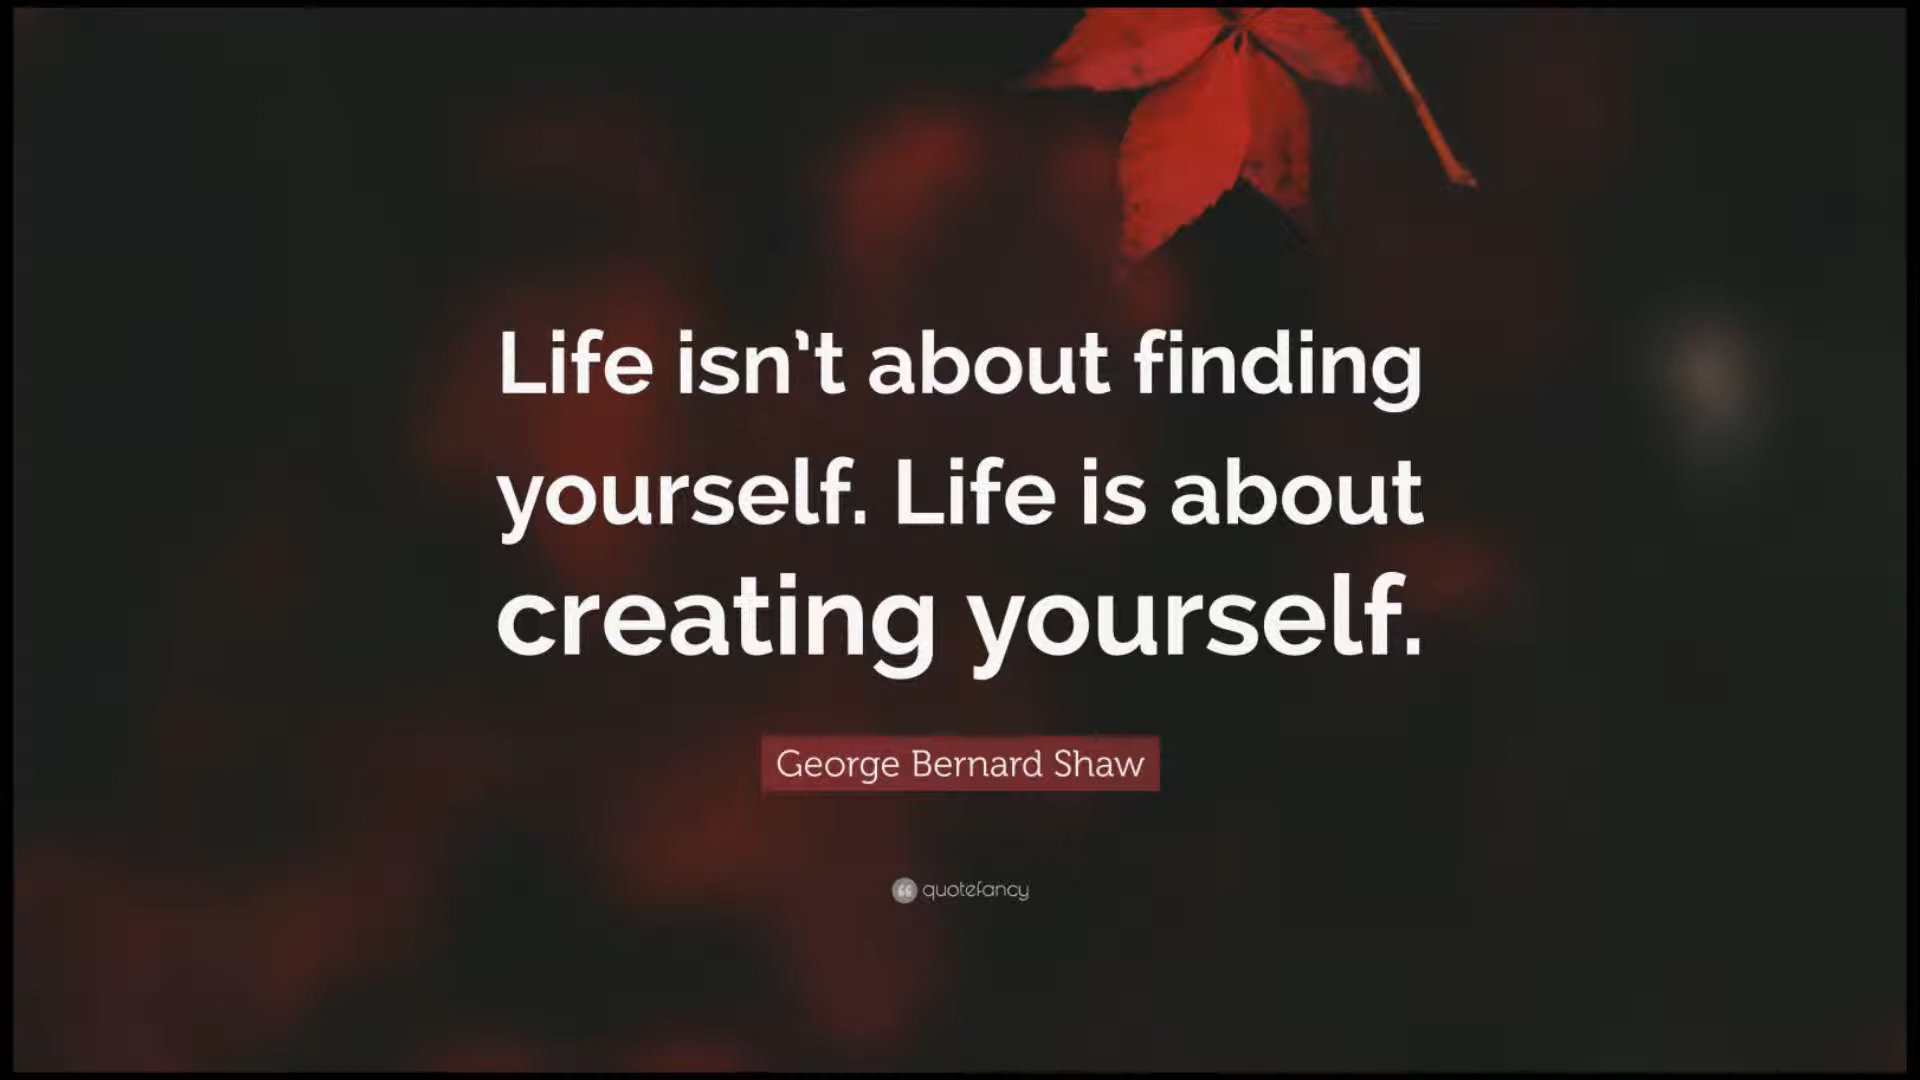 Life isn’t about finding
yourself. Life is about
creating yourself.
George Bernard Shaw
quotefancy